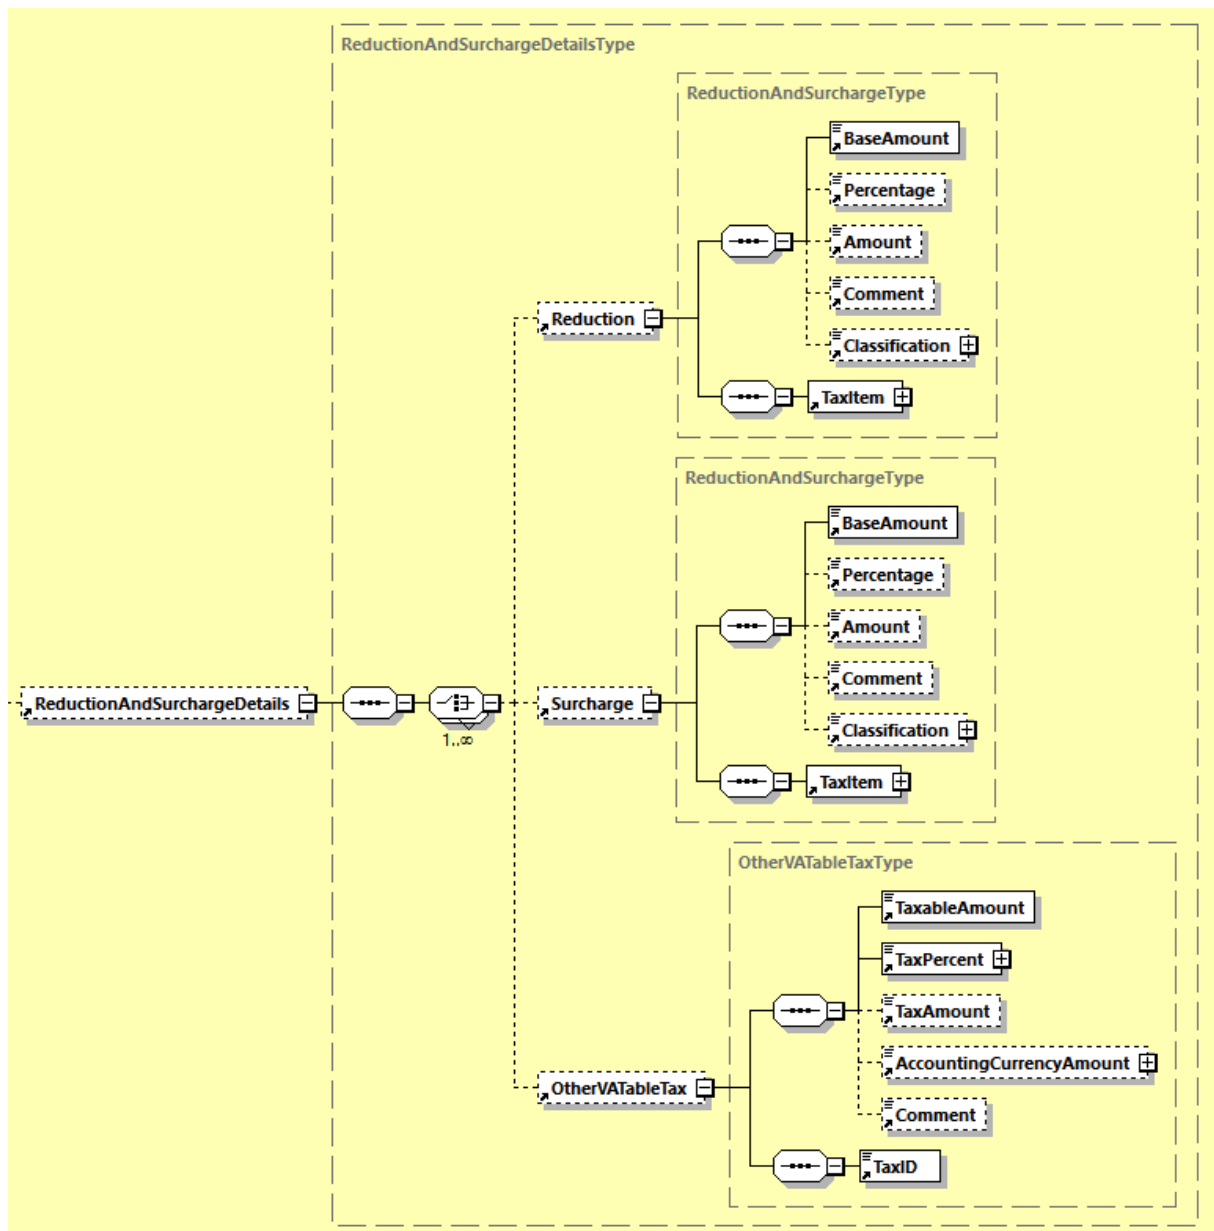 ReductionAndSurchargeDetailsType
ReductionAndSurchargeType
BaseAmount
Percentage
Amount
Comment
Classification
Reduction
TaxItem
ReductionAndSurchargeType
BaseAmount
Percentage
Amount
Comment
Classification
ReductionAndSurchargeDetails
1..∞
Surcharge
TaxItem
OtherVATableTaxType
TaxableAmount
TaxPercent
TaxAmount
AccountingCurrencyAmount
Comment
OtherVATableTax
TaxID